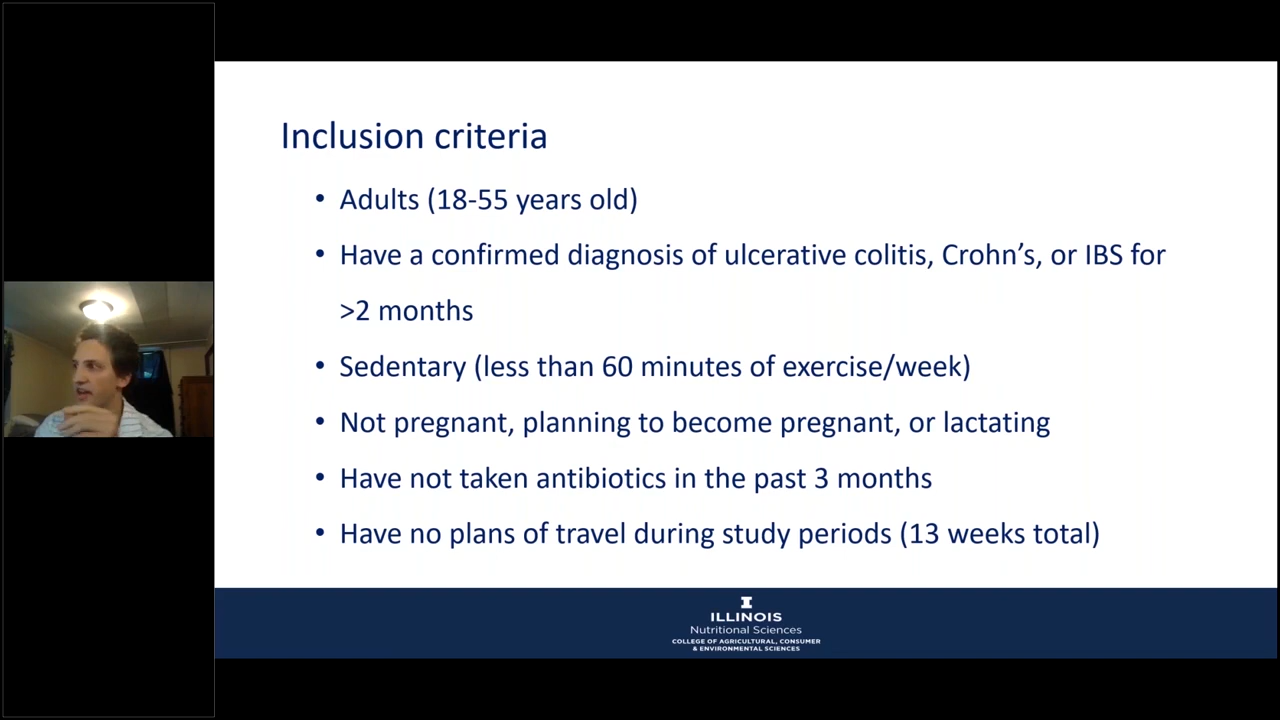 Inclusion criteria
• Adults (18-55 years old)
• Have a confirmed diagnosis of ulcerative colitis, Crohn’s, or IBS for
>2 months
• Sedentary (less than 60 minutes of exercise/week)
• Not pregnant, planning to become pregnant, or lactating
• Have not taken antibiotics in the past 3 months
• Have no plans of travel during study periods (13 weeks total)
I
ILLINOIS
Nutritional Sciences
COLLEGE OF AGRICULTURAL, CONSUMER
& ENVIRONMENTAL SCIENCES